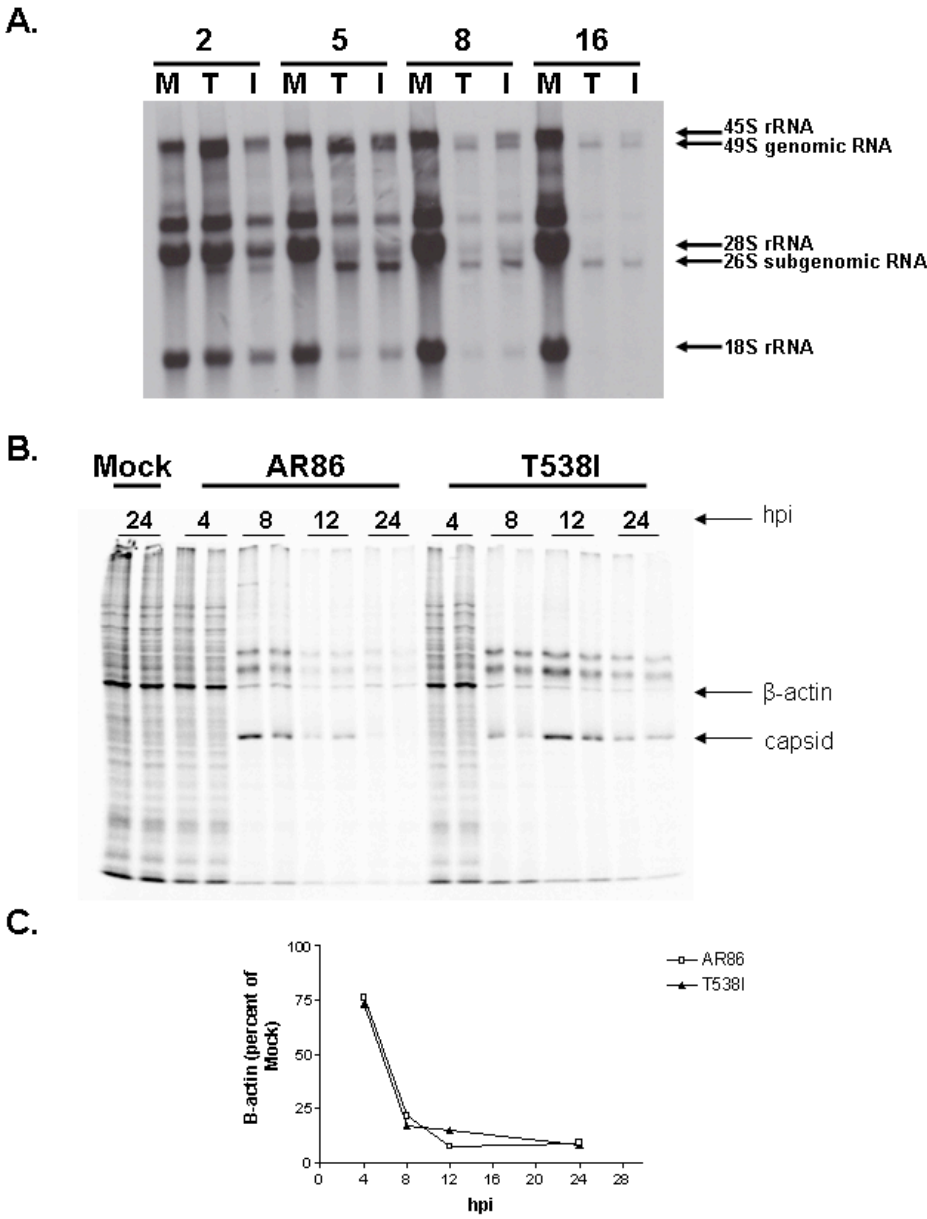 A.
2 5 8 16
M T I M T I M T I M T I
45S rRNA
49S genomic RNA
28S rRNA
26S subgenomic RNA
18S rRNA
B.
Mock AR86 T538I
24 4 8 12 24 4 8 12 24 hpi
β-actin
capsid
C.
100
75
50
25
0
B-actin (percent of
Mock)
AR86
T538I
0 4 8 12 16 20 24 28
hpi